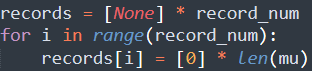 records = [None] * record_num
for i in range(record_num):
    records[i] = [0] * len(mu)